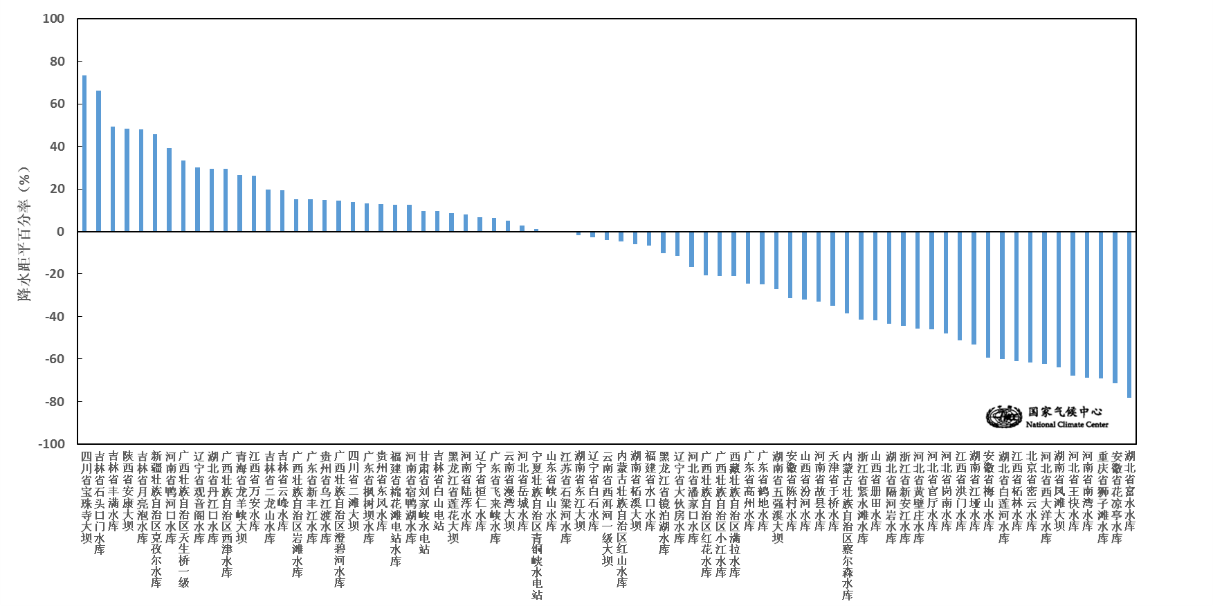 100
80
60
40
20
0
-20
-40
-60
-80
-100
降水距平百分率（%）
国家气候中心
National Climate Center
四川省宝珠寺大坝
吉林省石头口门水库
吉林省丰满水库
陕西省安康大坝
吉林省月亮泡水库
新疆壮族自治区克孜尔水库
河南省鸭河口水库
广西壮族自治区天生桥一级
辽宁省观音阁水库
湖北省丹江口水库
广西壮族自治区西津水库
青海省龙羊峡大坝
江西省万安水库
吉林省二龙山水库
吉林省云峰水库
广西壮族自治区岩滩水库
广东省新丰江水库
贵州省乌江渡水库
广西壮族自治区澄碧河水库
四川省二滩大坝
广东省枫树坝水库
贵州省东风水库
福建省棉花滩电站水库
河南省宿鸭湖水库
甘肃省刘家峡水电站
吉林省白山电站
黑龙江省莲花大坝
河南省陆浑水库
辽宁省桓仁水库
广东省飞来峡水库
云南省漫湾大坝
河北省岳城水库
宁夏壮族自治区青铜峡水电站
山东省峡山水库
江苏省石梁河水库
湖南省东江大坝
辽宁省白石水库
云南省西洱河一级大坝
内蒙古壮族自治区红山水库
湖南省柘溪大坝
福建省水口水库
黑龙江省镜泊湖水库
辽宁省大伙房水库
河北省潘家口水库
广西壮族自治区红花水库
广西壮族自治区小江水库
西藏壮族自治区满拉水库
广东省高州水库
广东省鹤地水库
湖南省五强溪大坝
安徽省陈村水库
山西省汾河水库
河南省故县水库
天津省于桥水库
内蒙古壮族自治区察尔森水库
浙江省紧水滩水库
山西省册田水库
湖北省隔河岩水库
浙江省新安江水库
河北省黄壁庄水库
河北省官厅水库
河北省岗南水库
江西省洪门水库
湖南省江垭水库
安徽省梅山水库
湖北省白莲河水库
江西省柘林水库
北京省密云水库
河北省西大洋水库
湖南省凤滩大坝
河北省王快水库
河南省南湾水库
重庆省狮子滩水库
安徽省花凉亭水库
湖北省富水水库